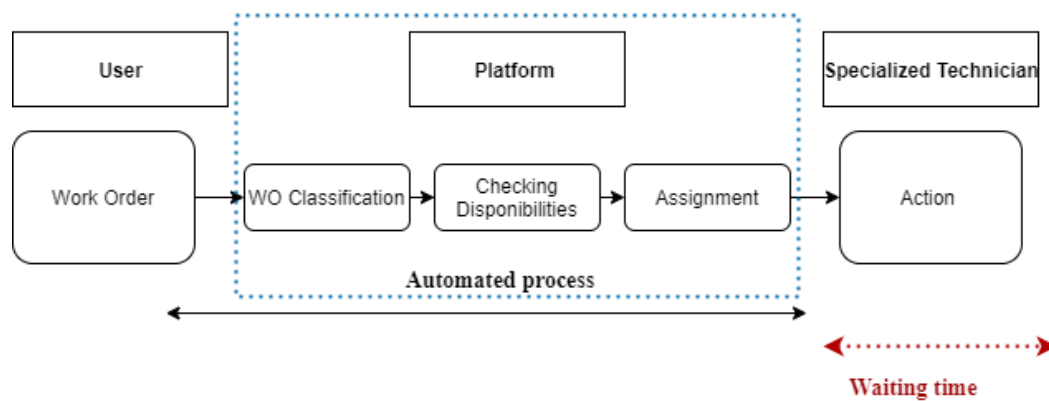 User
Platform
Specialized Technician
Work Order
WO Classification
Checking
Disponibilities
Assignment
Action
Automated process
Waiting time